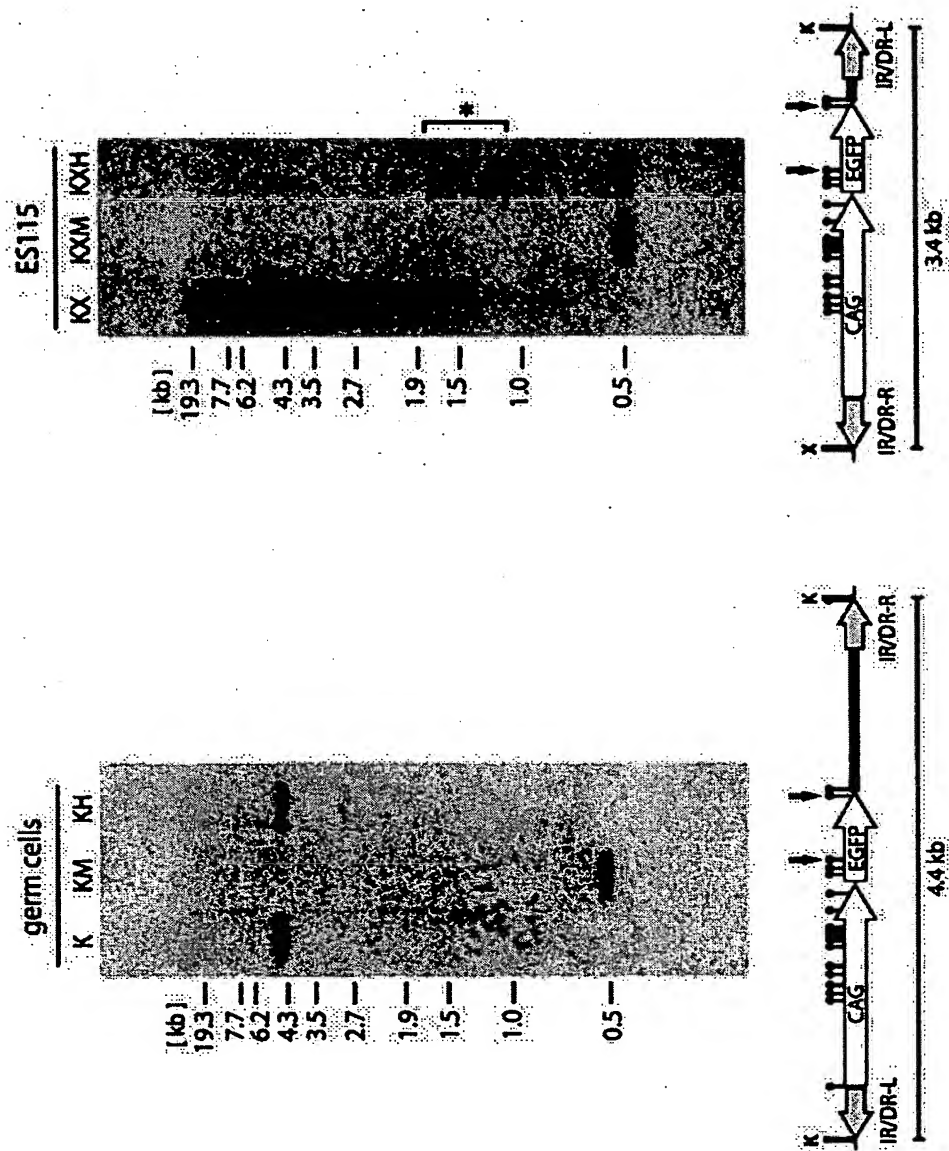 germ cells
K KM KH
[kb]
19.3
7.7
6.2
4.3
3.5
2.7
1.9
1.5
1.0
0.5
K K
CAG EGFP
IR/DR-L IR/DR-R
4.4 kb
ES115
KX KXM KXH
[kb]
19.3
7.7
6.2
4.3
3.5
2.7
1.9
1.5
1.0
0.5
*
X K
CAG EGFP
IR/DR-R IR/DR-L
3.4 kb